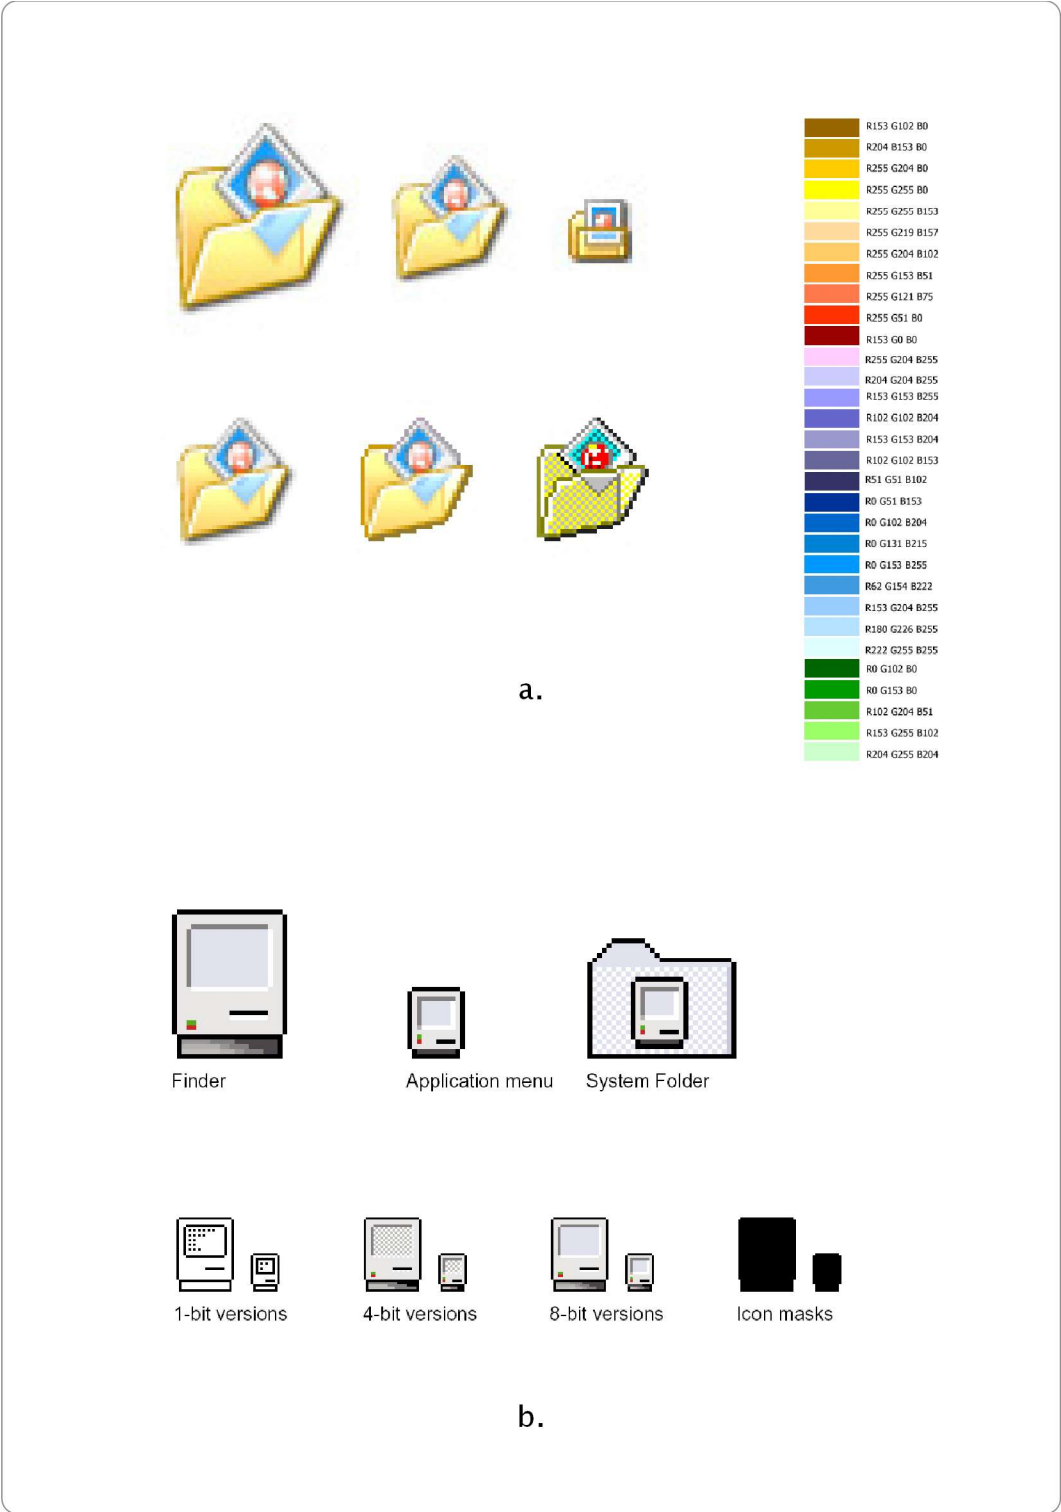 R153 G102 B0
R204 B153 B0
R255 G204 B0
R255 G255 B0
R255 G255 B153
R255 G219 B157
R255 G204 B102
R255 G153 B51
R255 G121 B75
R255 G51 B0
R153 G0 B0
R255 G204 B255
R204 G204 B255
R153 G153 B255
R102 G102 B204
R153 G153 B204
R102 G102 B153
R51 G51 B102
R0 G51 B153
R0 G102 B204
R0 G131 B215
R0 G153 B255
R62 G154 B222
R153 G204 B255
R180 G226 B255
R222 G255 B255
R0 G102 B0
R0 G153 B0
R102 G204 B51
R153 G255 B102
R204 G255 B204
a.
Finder Application menu System Folder
1-bit versions 4-bit versions 8-bit versions Icon masks
b.